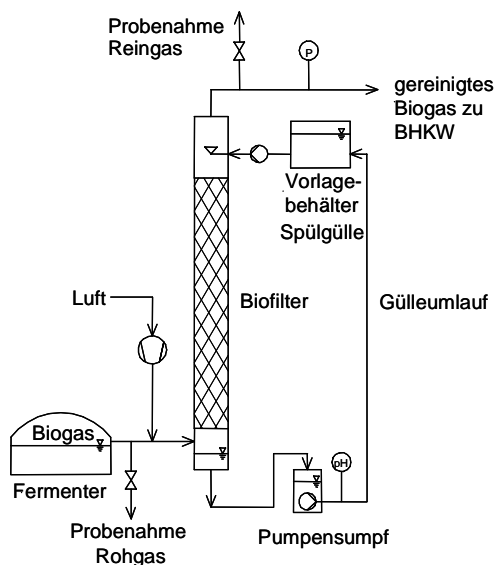 Probenahme
Reingas
P
gereinigtes
Biogas zu
BHKW
Vorlage-
behälter
Spülgülle
Luft
Biofilter
Gülleumlauf
Biogas
Fermenter
pH
Probenahme
Rohgas
Pumpensumpf